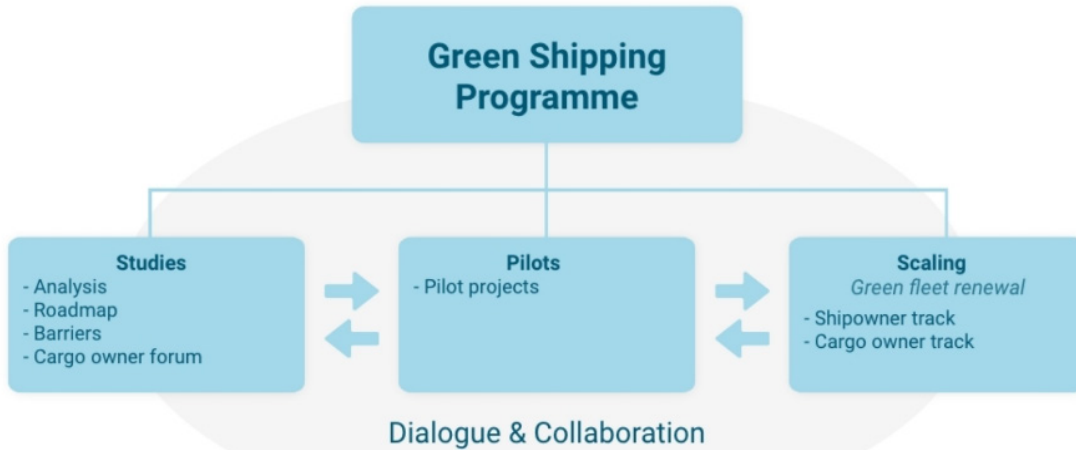 Green Shipping
Programme
Studies
- Analysis
- Roadmap
- Barriers
- Cargo owner forum
Pilots
- Pilot projects
Scaling
Green fleet renewal
- Shipowner track
- Cargo owner track
Dialogue & Collaboration